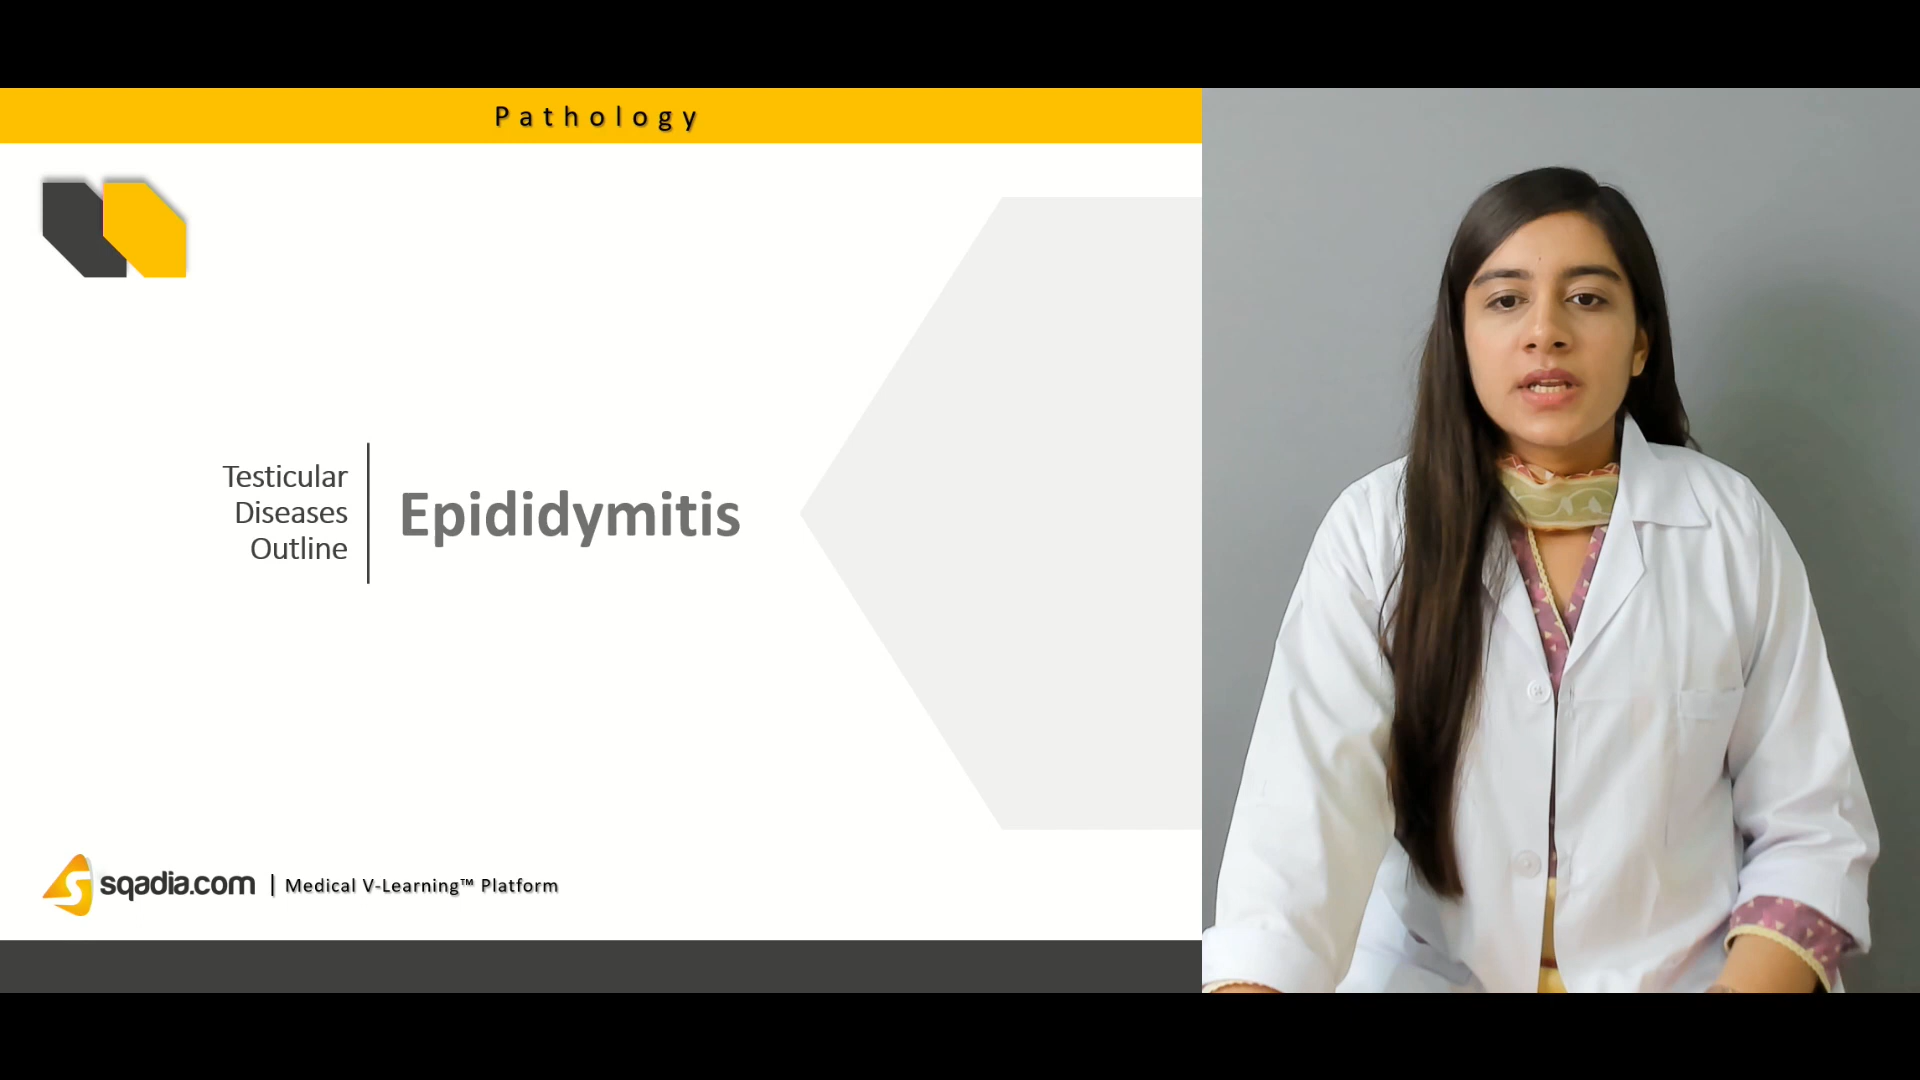 Pathology
Testicular
Diseases
Outline
Epididymitis
sqadia.com | Medical V-Learning™ Platform